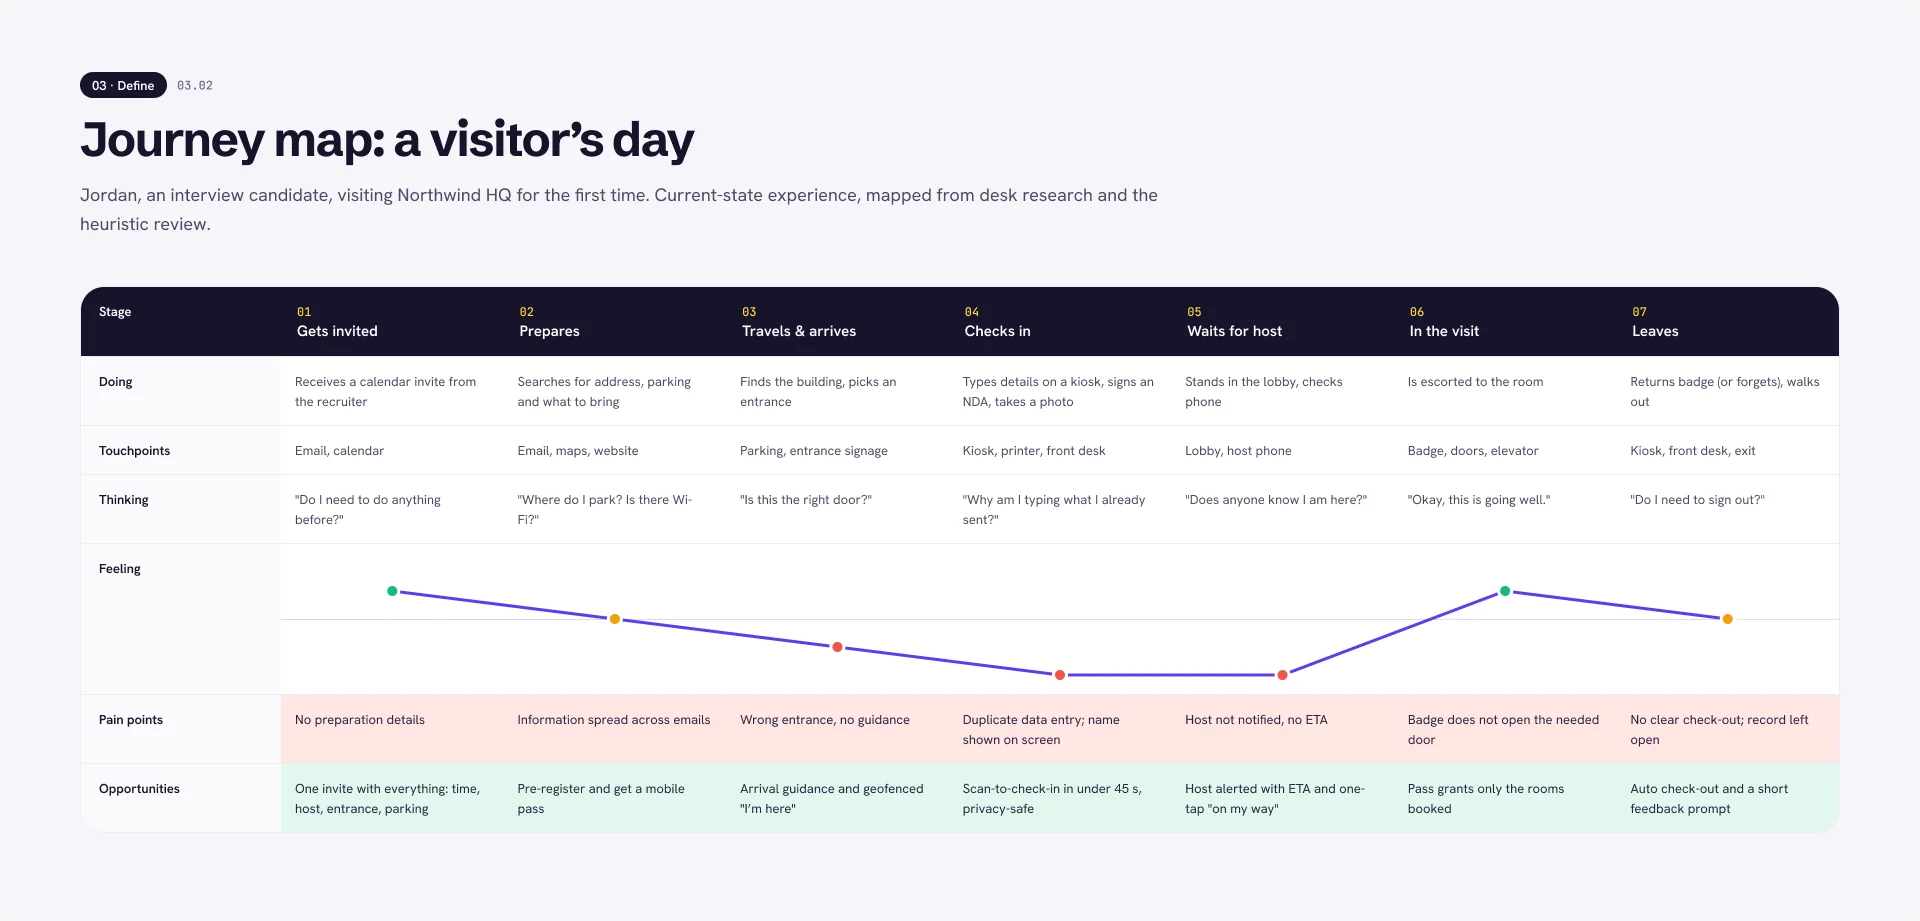 03 · Define 03.02
Journey map: a visitor’s day
Jordan, an interview candidate, visiting Northwind HQ for the first time. Current-state experience, mapped from desk research and the
heuristic review.
Stage
01
Gets invited
02
Prepares
03
Travels & arrives
04
Checks in
05
Waits for host
06
In the visit
07
Leaves
Doing
Receives a calendar invite from
the recruiter
Searches for address, parking
and what to bring
Finds the building, picks an
entrance
Types details on a kiosk, signs an
NDA, takes a photo
Stands in the lobby, checks
phone
Is escorted to the room
Returns badge (or forgets), walks
out
Touchpoints
Email, calendar
Email, maps, website
Parking, entrance signage
Kiosk, printer, front desk
Lobby, host phone
Badge, doors, elevator
Kiosk, front desk, exit
Thinking
"Do I need to do anything
before?"
"Where do I park? Is there Wi-
Fi?"
"Is this the right door?"
"Why am I typing what I already
sent?"
"Does anyone know I am here?"
"Okay, this is going well."
"Do I need to sign out?"
Feeling
Pain points
No preparation details
Information spread across emails
Wrong entrance, no guidance
Duplicate data entry; name
shown on screen
Host not notified, no ETA
Badge does not open the needed
door
No clear check-out; record left
open
Opportunities
One invite with everything: time,
host, entrance, parking
Pre-register and get a mobile
pass
Arrival guidance and geofenced
"I’m here"
Scan-to-check-in in under 45 s,
privacy-safe
Host alerted with ETA and one-
tap "on my way"
Pass grants only the rooms
booked
Auto check-out and a short
feedback prompt